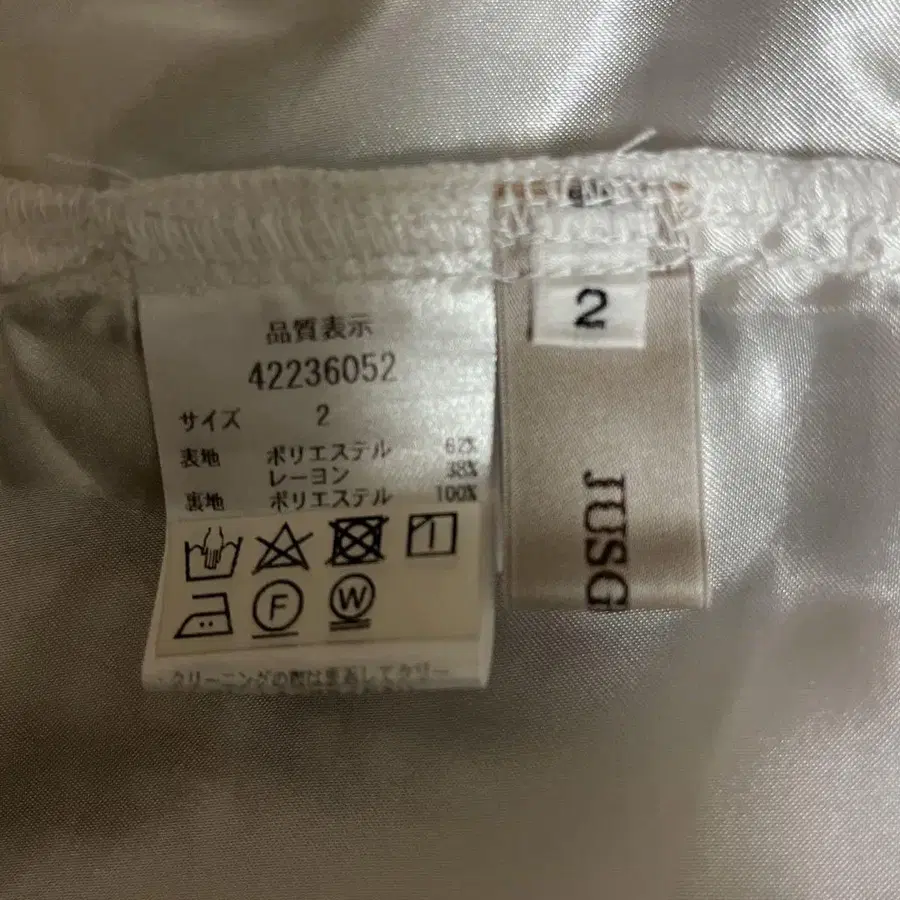 品質表示
42236052
サイズ 2
表地 ポリエステル 62%
レーヨン 38%
裏地 ポリエステル 100%
F
W
2
JUSG